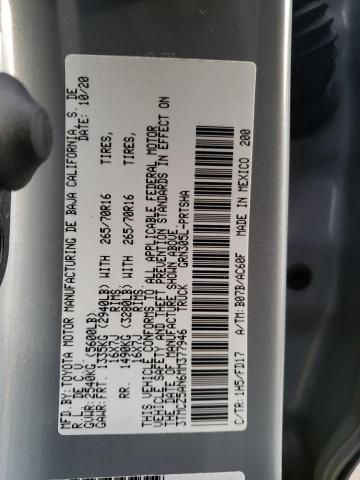 MFD.BY: TOYOTA MOTOR MANUFACTURING DE BAJA CALIFORNIA, S. DE
R. L. DE C. V. DATE: 10/20
GVWR: 2540KG (5600LB)
GAWR: FRT. 1335KG (2940LB) WITH 265/70R16 TIRES,
16X7J RIMS,
RR. 1490KG (3280LB) WITH 265/70R16 TIRES,
16X7J RIMS
THIS VEHICLE CONFORMS TO ALL APPLICABLE FEDERAL MOTOR
VEHICLE SAFETY AND THEFT PREVENTION STANDARDS IN EFFECT ON
THE DATE OF MANUFACTURE SHOWN ABOVE.
3TMCZ5AN6MM377946 TRUCK GRN305L-PRTSHA
C/TR: 1H5/FD17 A/TM: B07B/AC60F
MADE IN MEXICO 200